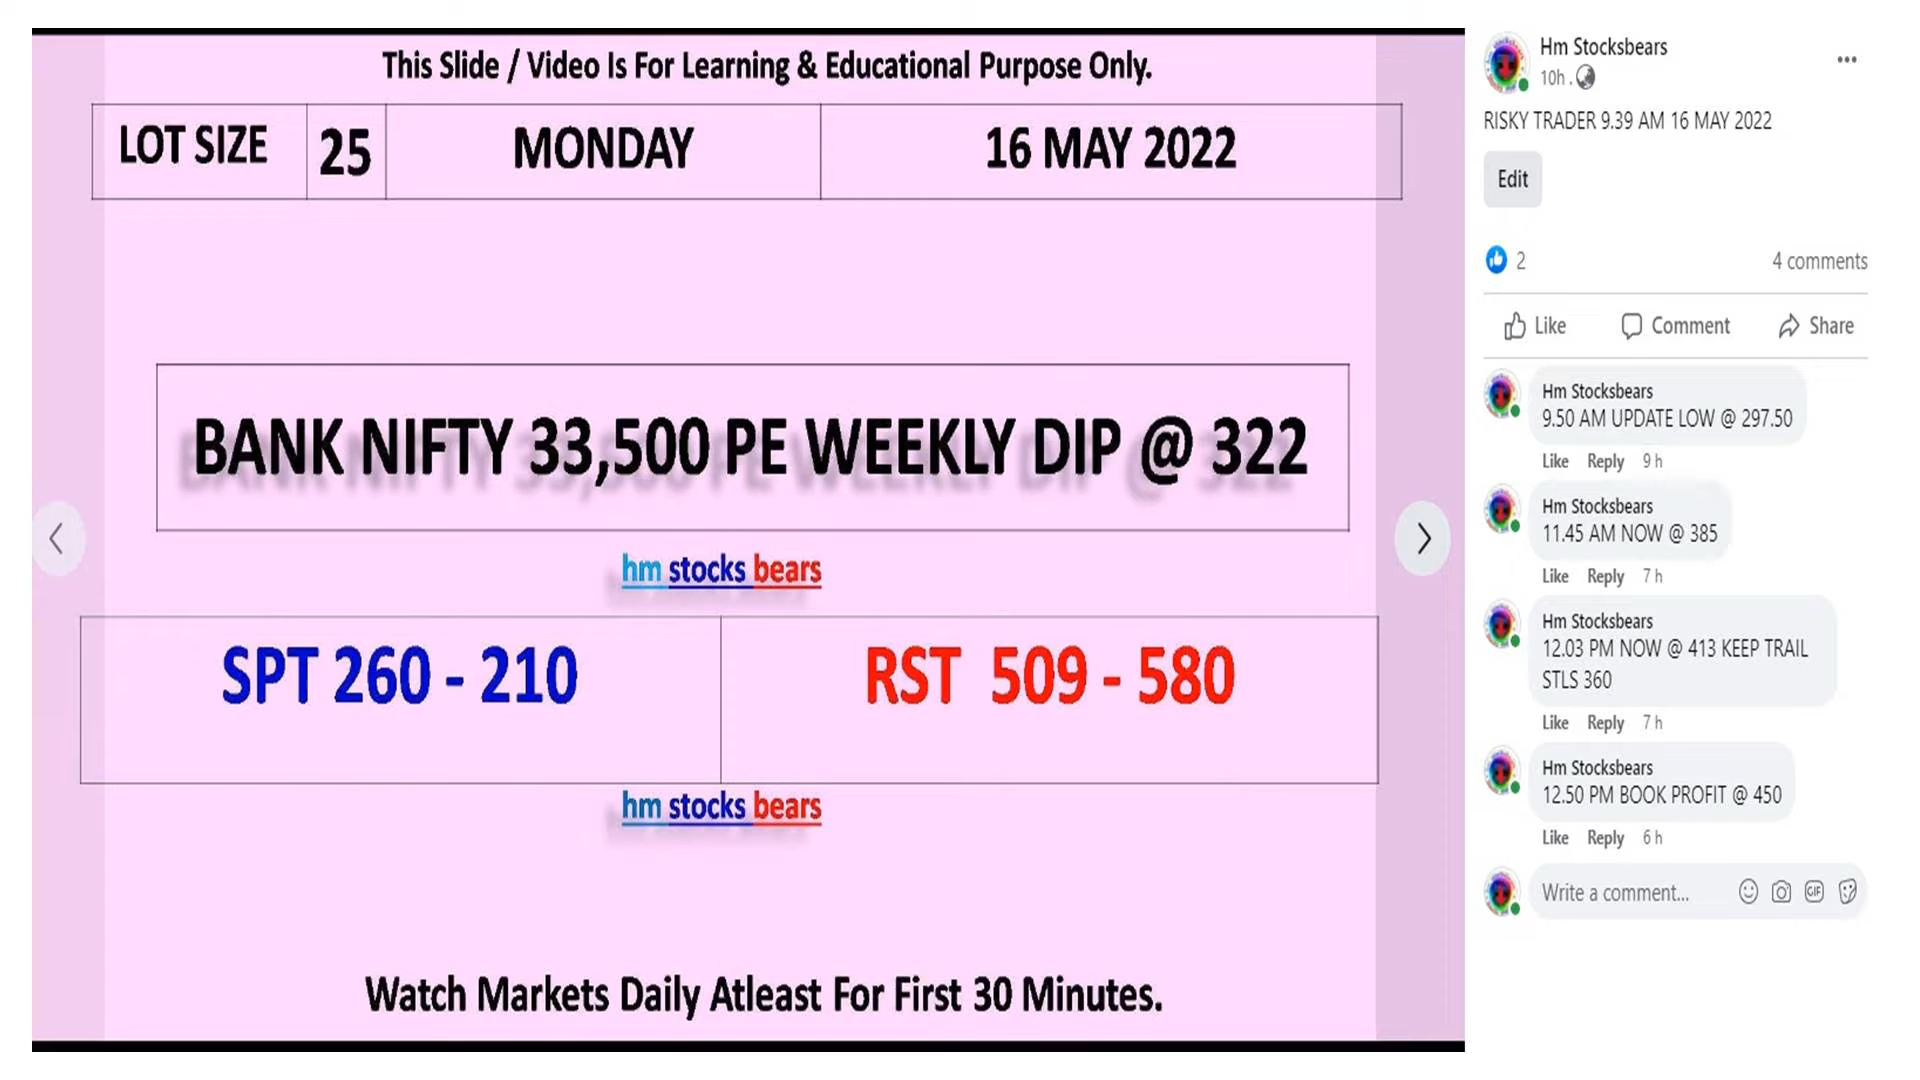 This Slide / Video Is For Learning & Educational Purpose Only.
LOT SIZE 25 MONDAY 16 MAY 2022
BANK NIFTY 33,500 PE WEEKLY DIP @ 322
hm stocks bears
SPT 260 - 210 RST 509 - 580
hm stocks bears
Watch Markets Daily Atleast For First 30 Minutes.
Hm Stocksbears
10h .
RISKY TRADER 9.39 AM 16 MAY 2022
Edit
2 4 comments
Like Comment Share
Hm Stocksbears
9.50 AM UPDATE LOW @ 297.50
Like Reply 9 h
Hm Stocksbears
11.45 AM NOW @ 385
Like Reply 7 h
Hm Stocksbears
12.03 PM NOW @ 413 KEEP TRAIL
STLS 360
Like Reply 7 h
Hm Stocksbears
12.50 PM BOOK PROFIT @ 450
Like Reply 6 h
Write a comment... GIF